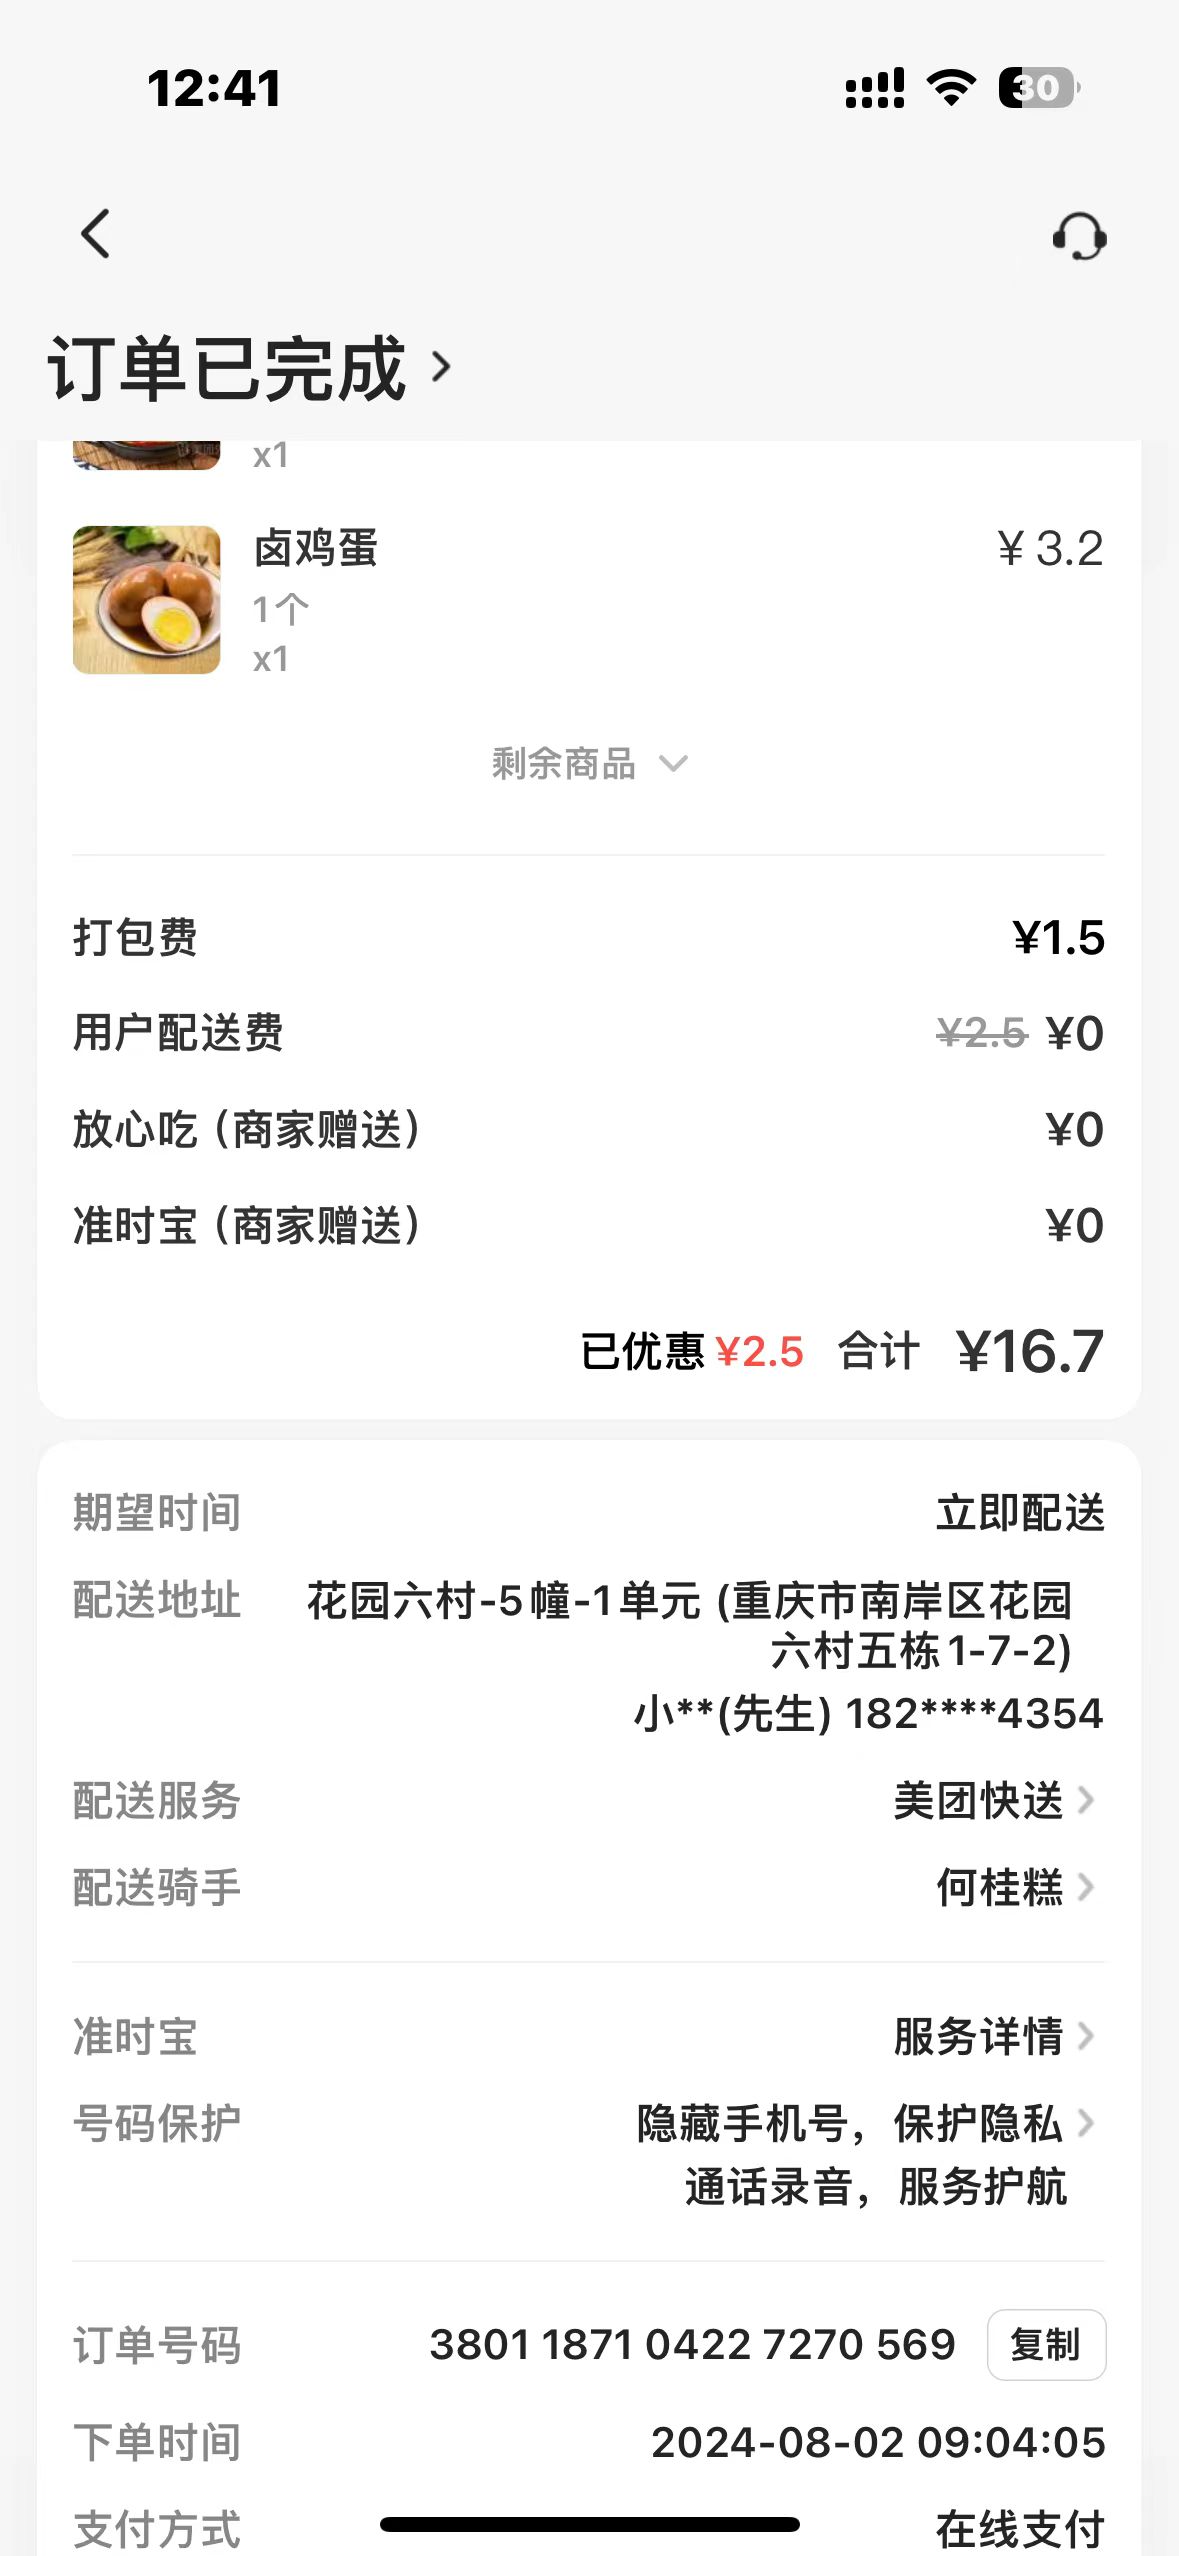 12:41
30
订单已完成
x1
卤鸡蛋 ¥3.2
1个
x1
剩余商品
打包费 ¥1.5
用户配送费 ¥2.5 ¥0
放心吃（商家赠送） ¥0
准时宝（商家赠送） ¥0
已优惠 ¥2.5 合计 ¥16.7
期望时间 立即配送
配送地址 花园六村-5幢-1单元 (重庆市南岸区花园
六村五栋1-7-2)
小**(先生) 182****4354
配送服务 美团快送
配送骑手 何桂糕
准时宝 服务详情
号码保护 隐藏手机号，保护隐私
通话录音，服务护航
订单号码 3801 1871 0422 7270 569 复制
下单时间 2024-08-02 09:04:05
支付方式 在线支付